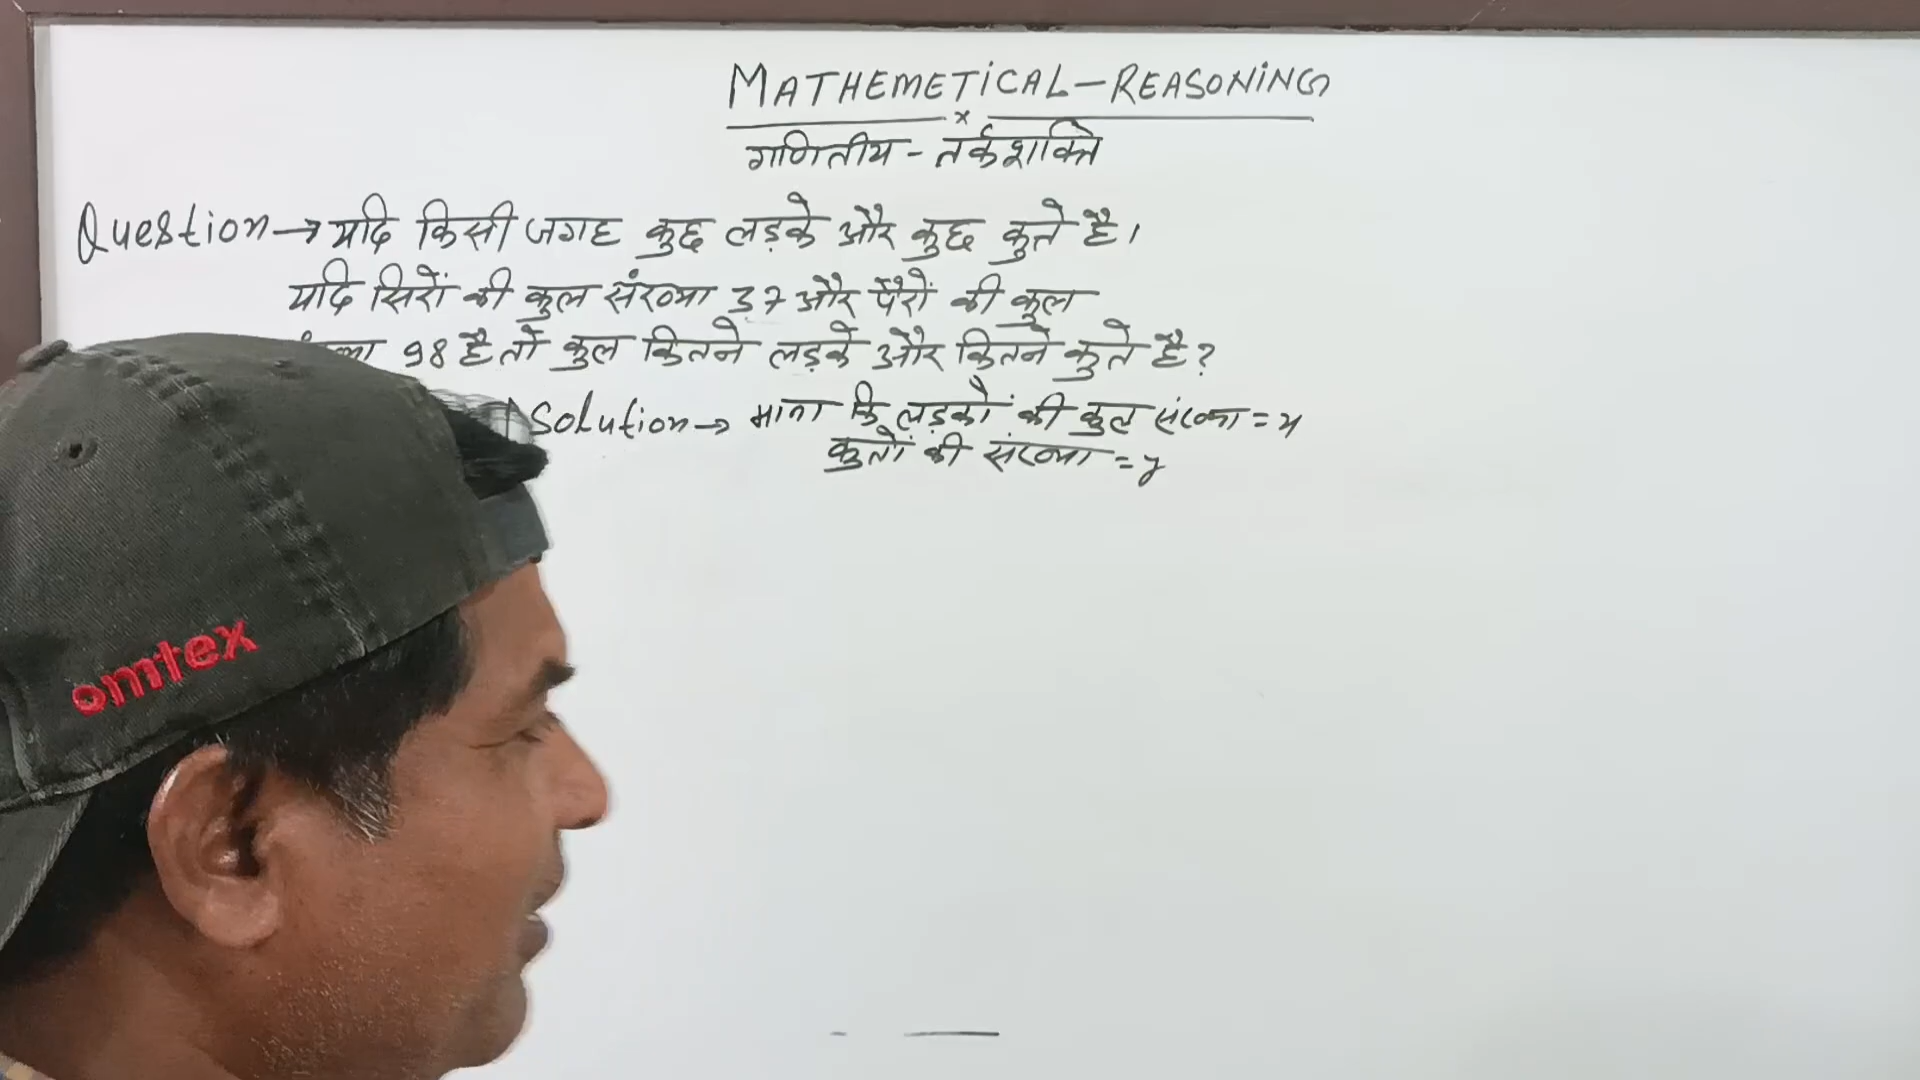 MATHEMETICAL-REASONING
गणितीय - तर्कशक्ति
Question → यदि किसी जगह कुछ लड़के और कुछ कुत्ते है।
यदि सिरों की कुल संख्या 37 और पैरों की कुल
98 है तो कुल कितने लड़के और कितने कुत्ते है?
Solution → माना कि लड़कों की कुल संख्या = x
कुत्तों की संख्या = y
omtex